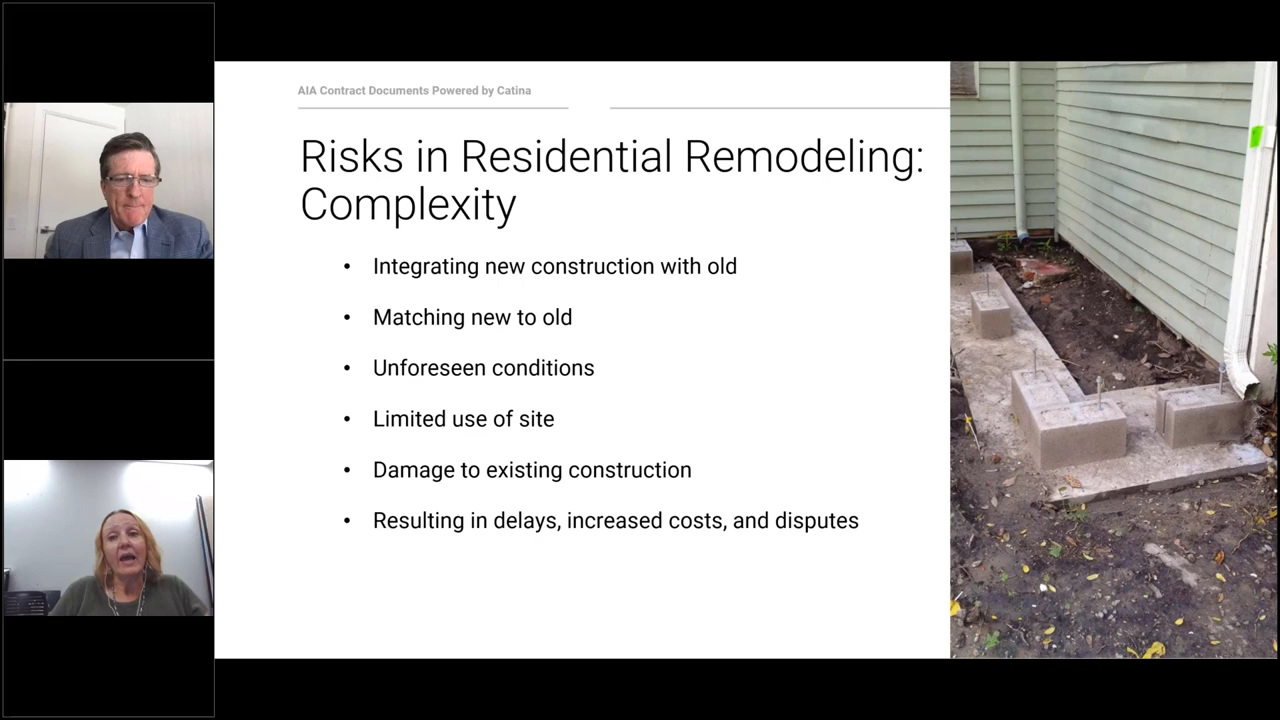 AIA Contract Documents Powered by Catina
Risks in Residential Remodeling:
Complexity
• Integrating new construction with old
• Matching new to old
• Unforeseen conditions
• Limited use of site
• Damage to existing construction
• Resulting in delays, increased costs, and disputes